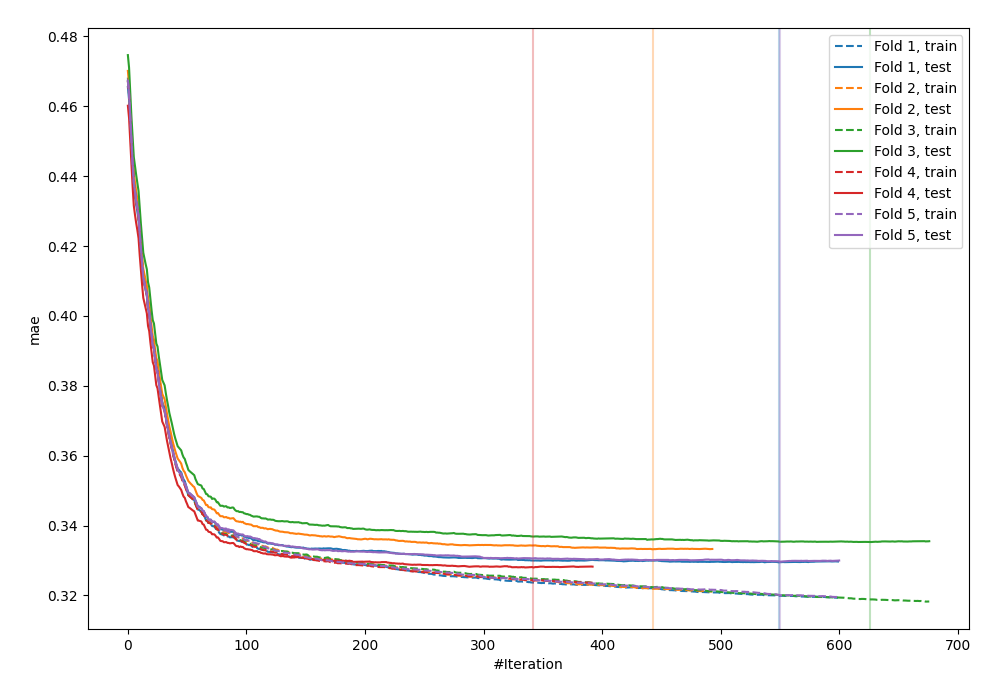 0.48
0.46
0.44
0.42
0.40
0.38
0.36
0.34
0.32
mae
0
100
200
300
400
500
600
700
#Iteration
Fold 1, train
Fold 1, test
Fold 2, train
Fold 2, test
Fold 3, train
Fold 3, test
Fold 4, train
Fold 4, test
Fold 5, train
Fold 5, test